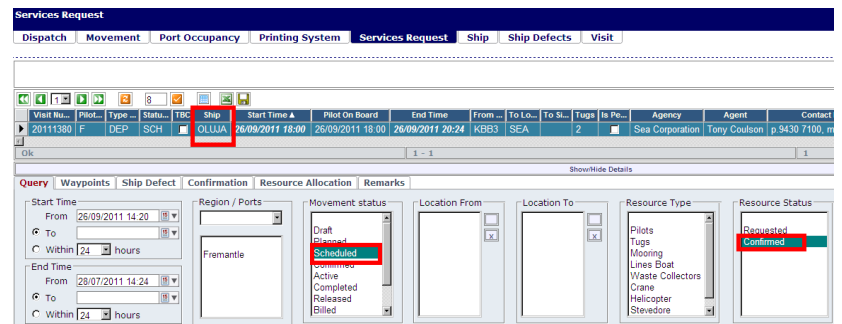 Services Request
Dispatch Movement Port Occupancy Printing System Services Request Ship Ship Defects Visit
1 8
Visit Nu... Pilot... Type ... Statu... TBC Ship Start Time Pilot On Board End Time From ... To Lo... To Si... Tugs Is Pe... Agency Agent Contact
20111380 F DEP SCH OLUJA 26/09/2011 18:00 26/09/2011 18:00 26/09/2011 20:24 KBB3 SEA 2 Sea Corporation Tony Coulson p.9430 7100, m
Ok 1 - 1 1
Show/Hide Details
Query Waypoints Ship Defect Confirmation Resource Allocation Remarks
Start Time Region / Ports Movement status Location From Location To Resource Type Resource Status
From 26/09/2011 14:20
To
Within 24 hours
End Time
From 28/07/2011 14:24
To
Within 24 hours
Fremantle
Draft
Planned
Scheduled
Confirmed
Active
Completed
Released
Billed
x
x
Pilots
Tugs
Mooring
Lines Boat
Waste Collectors
Crane
Helicopter
Stevedore
Requested
Confirmed